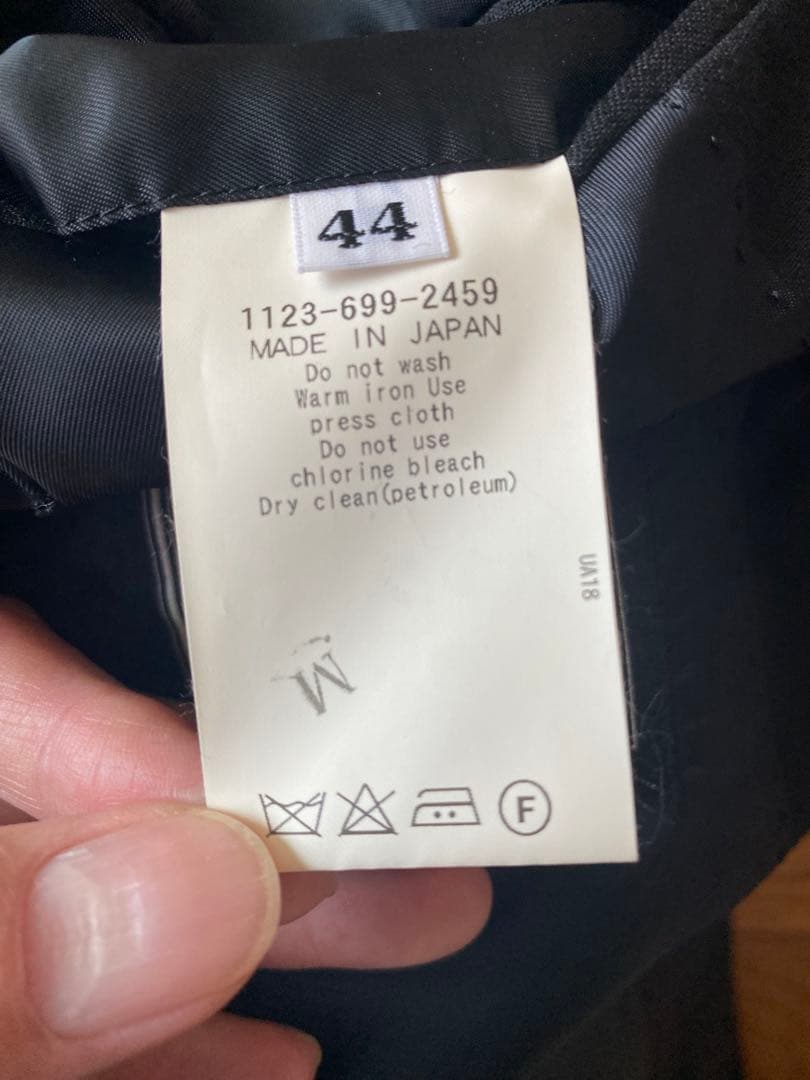 44
1123-699-2459
MADE IN JAPAN
Do not wash
Warm iron Use
press cloth
Do not use
chlorine bleach
Dry clean(petroleum)
UA18
M
F